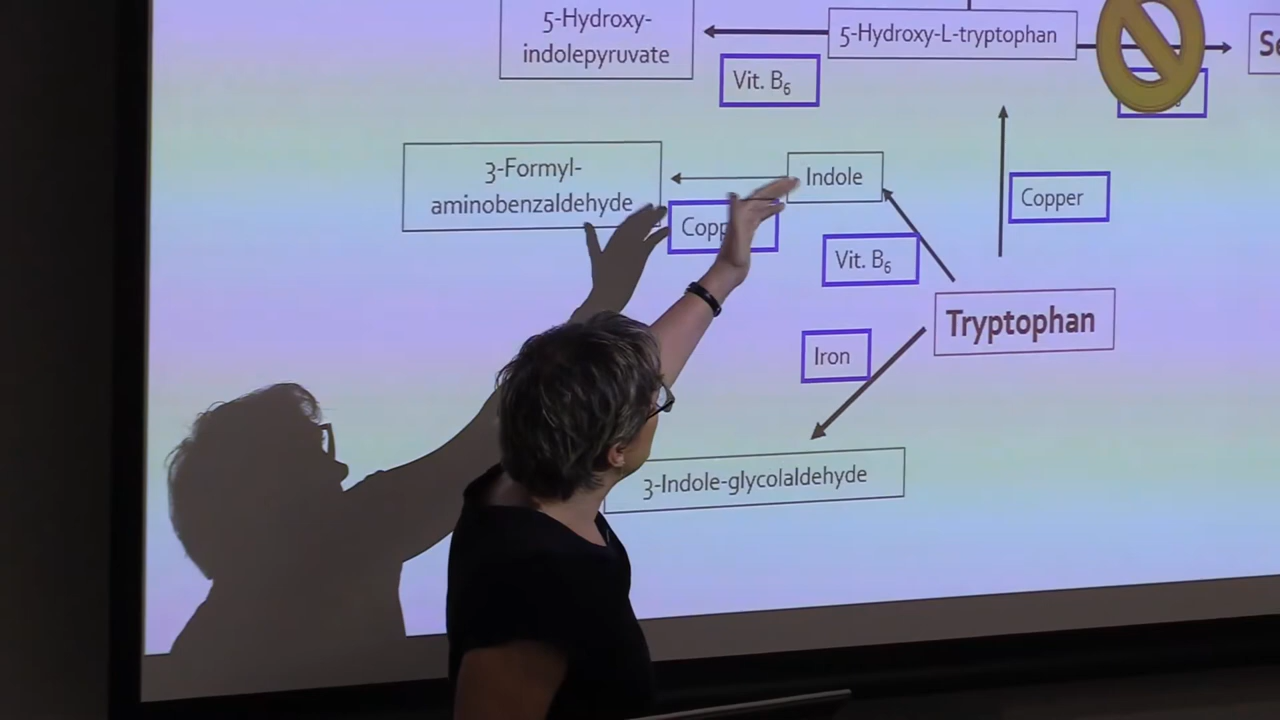 5-Hydroxy-
indolepyruvate
5-Hydroxy-L-tryptophan
Vit. B₆
3-Formyl-
aminobenzaldehyde
Indole
Copper
Vit. B₆
Tryptophan
Iron
3-Indole-glycolaldehyde